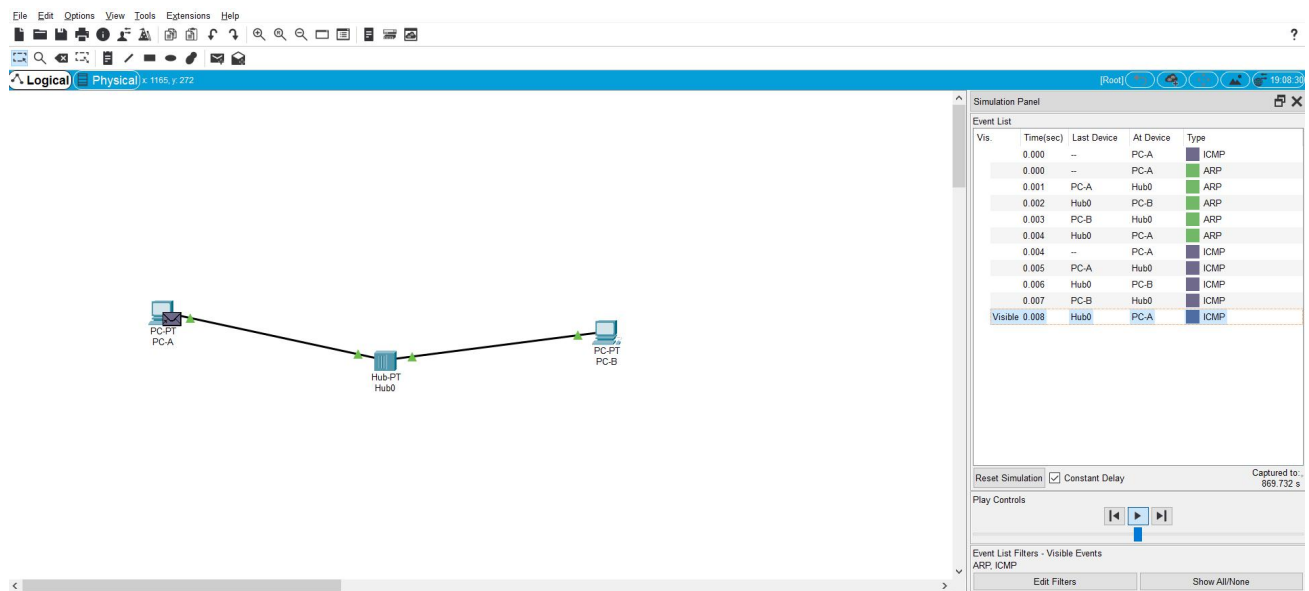 File Edit Options View Tools Extensions Help
?
Logical Physical x: 1165, y: 272 [Root] 19:08:30
Simulation Panel
Event List
Vis. Time(sec) Last Device At Device Type
0.000 -- PC-A ICMP
0.000 -- PC-A ARP
0.001 PC-A Hub0 ARP
0.002 Hub0 PC-B ARP
0.003 PC-B Hub0 ARP
0.004 Hub0 PC-A ARP
0.004 -- PC-A ICMP
0.005 PC-A Hub0 ICMP
0.006 Hub0 PC-B ICMP
0.007 PC-B Hub0 ICMP
Visible 0.008 Hub0 PC-A ICMP
PC-PT
PC-A
PC-PT
PC-B
Hub-PT
Hub0
Reset Simulation Constant Delay
Captured to:
869.732 s
Play Controls
Event List Filters - Visible Events
ARP, ICMP
Edit Filters Show All/None